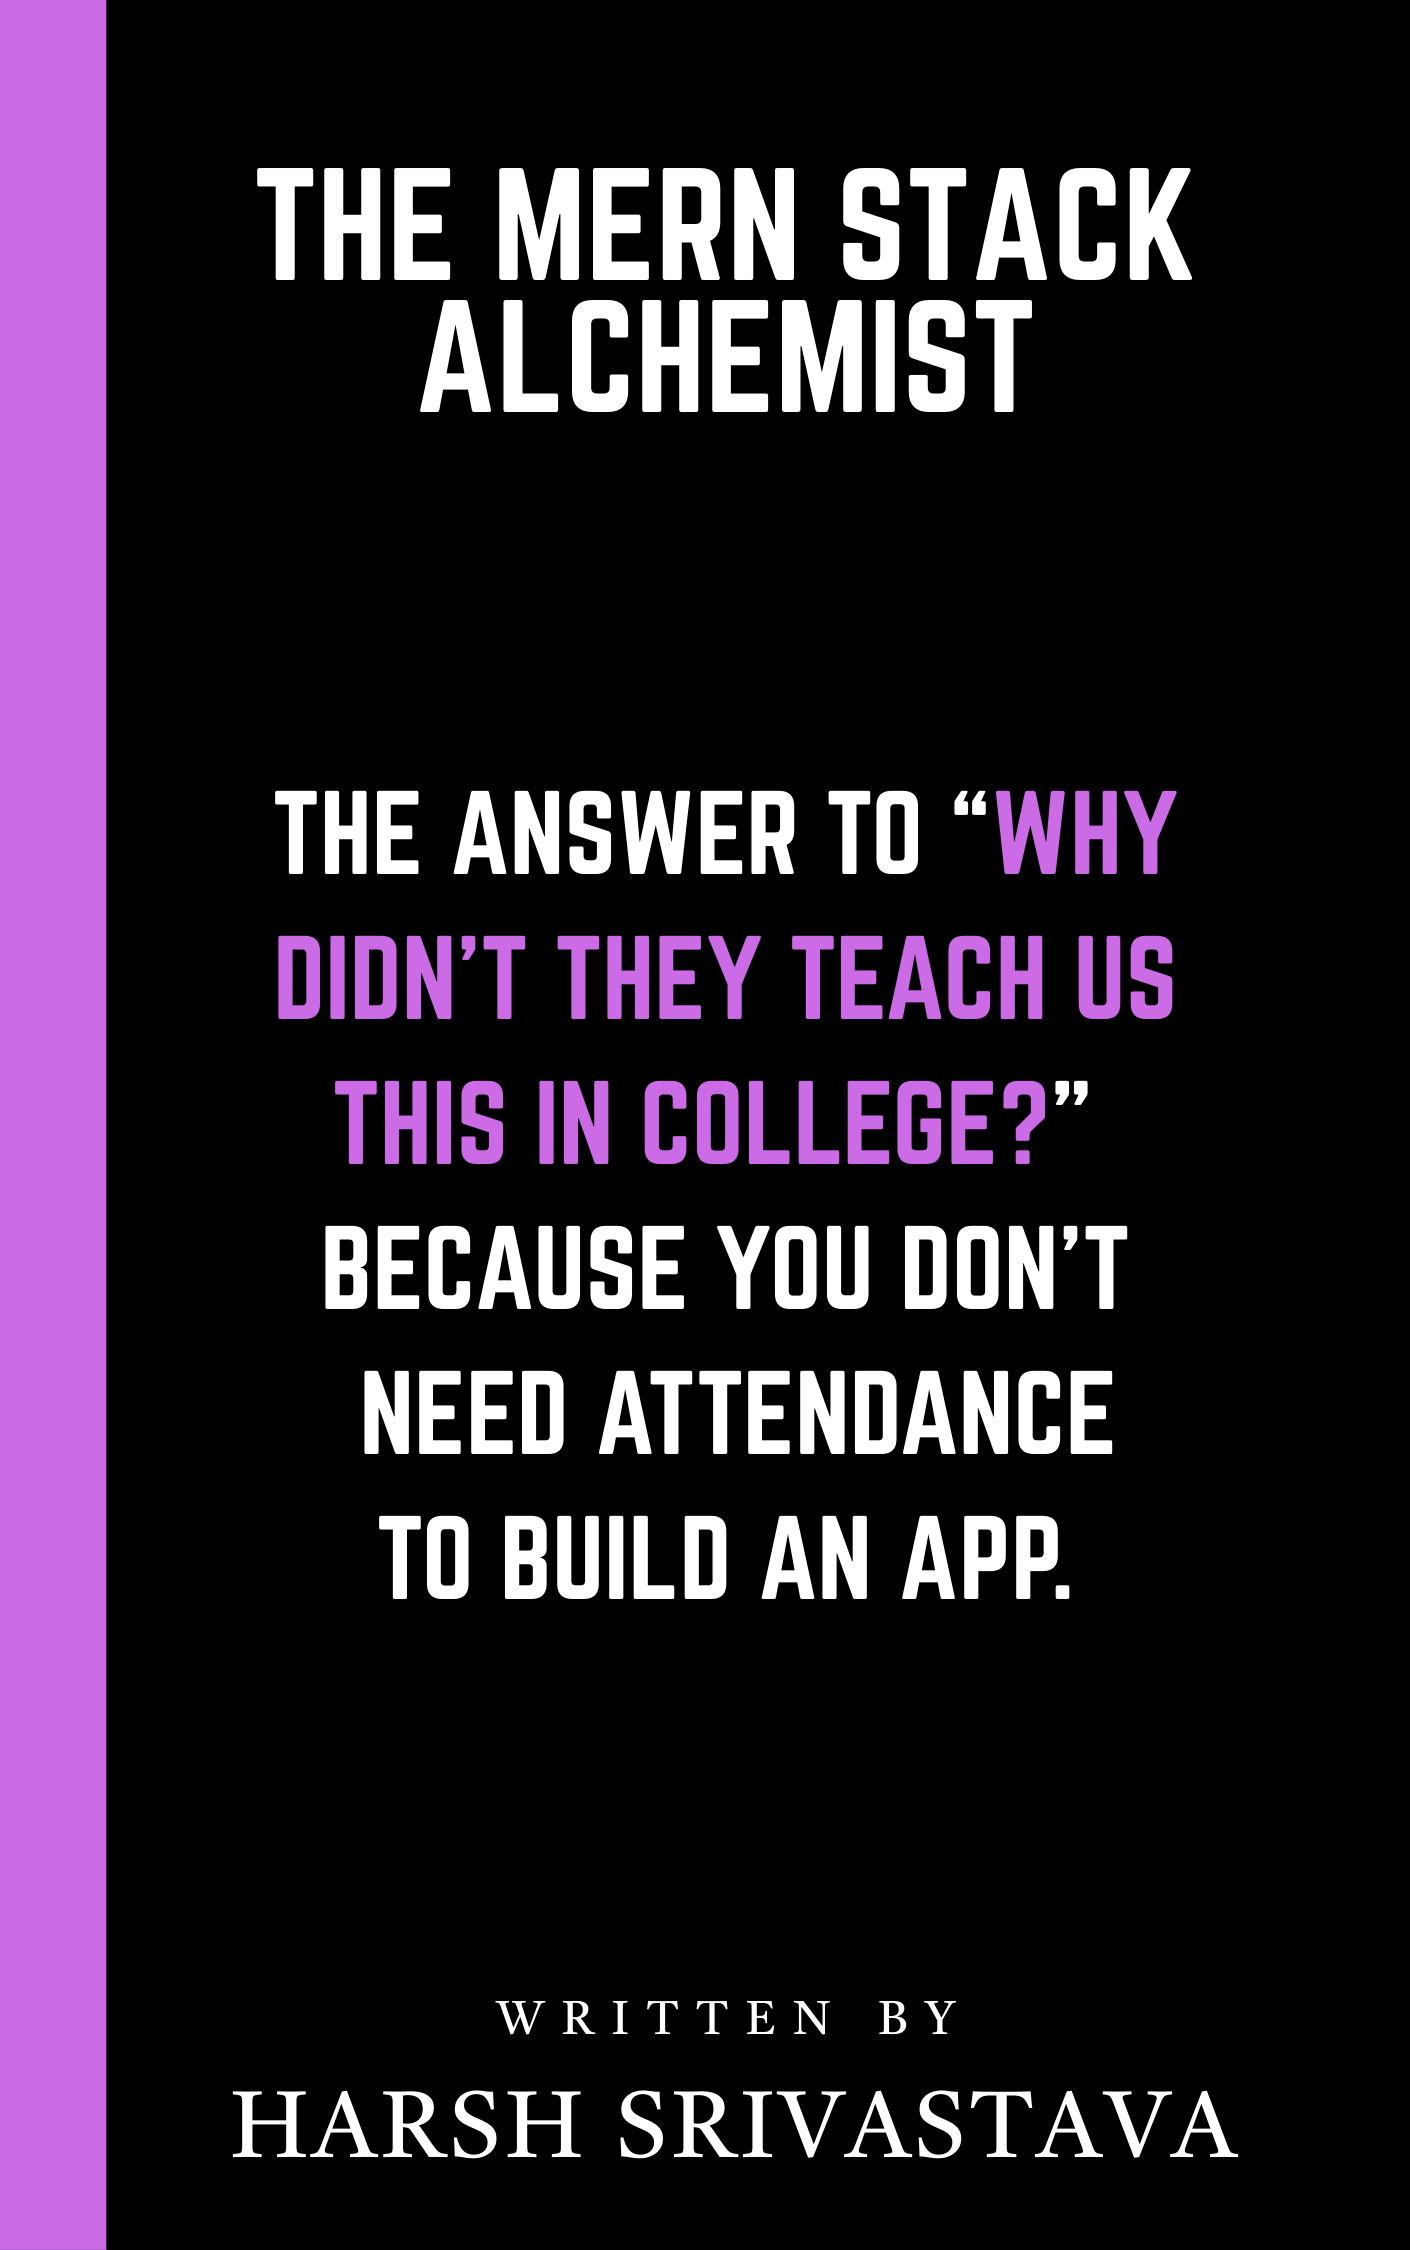 THE MERN STACK
ALCHEMIST
THE ANSWER TO “WHY
DIDN’T THEY TEACH US
THIS IN COLLEGE?”
BECAUSE YOU DON’T
NEED ATTENDANCE
TO BUILD AN APP.
WRITTEN BY
HARSH SRIVASTAVA